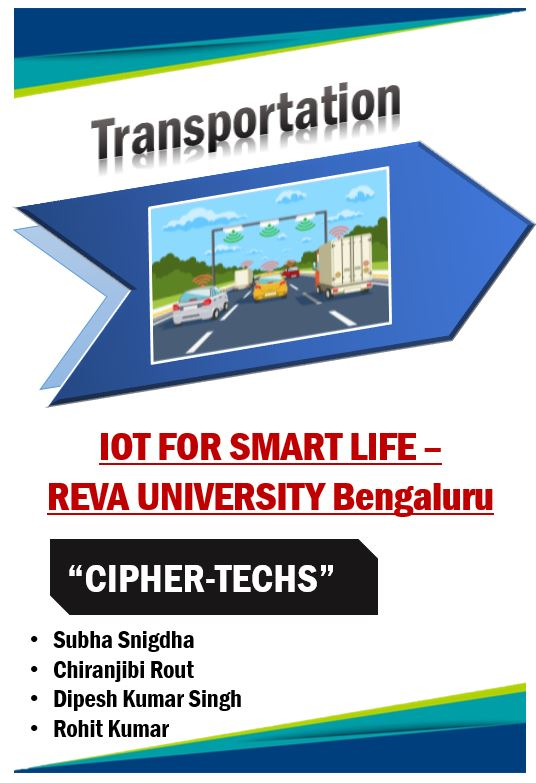 Transportation
IOT FOR SMART LIFE –
REVA UNIVERSITY Bengaluru
“CIPHER-TECHS”
• Subha Snigdha
• Chiranjibi Rout
• Dipesh Kumar Singh
• Rohit Kumar